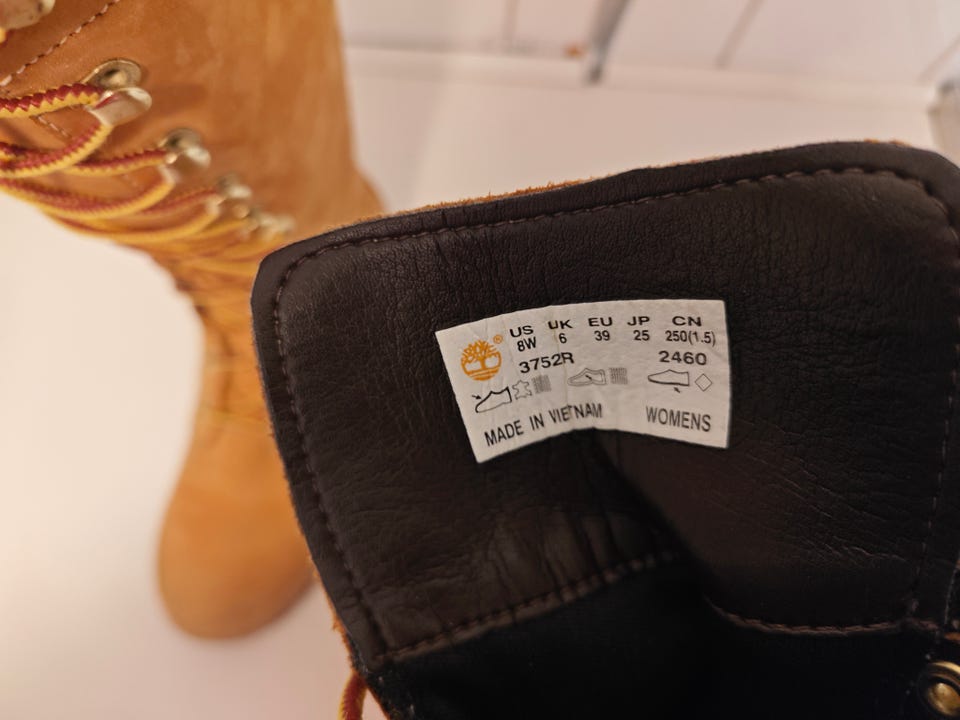 US UK EU JP CN
8W 6 39 25 250(1.5)
3752R 2460
MADE IN VIETNAM WOMENS